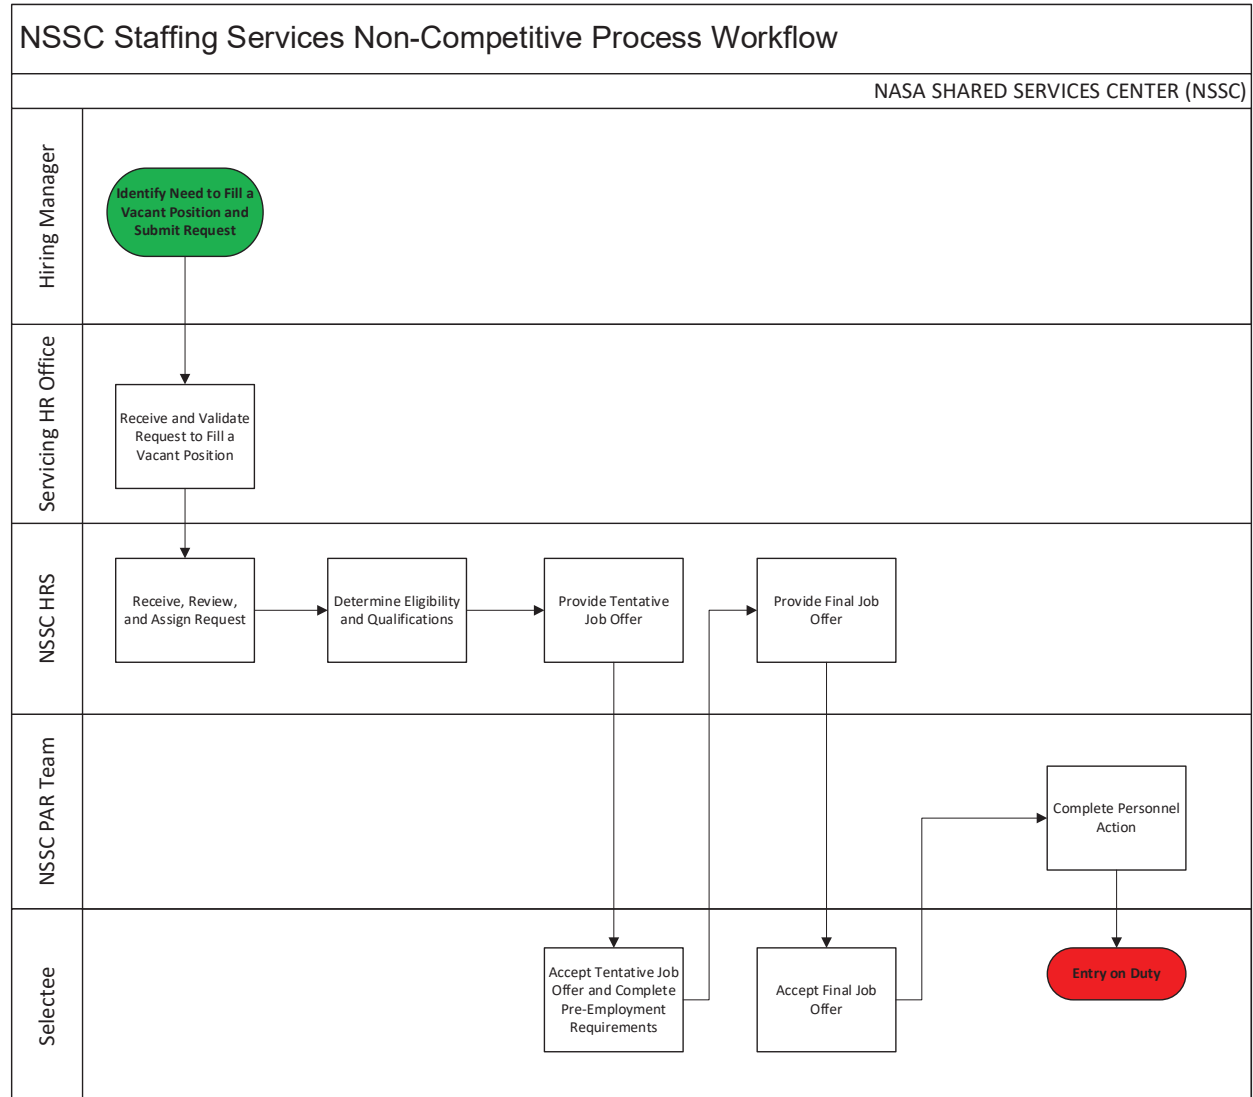 NSSC Staffing Services Non-Competitive Process Workflow
NASA SHARED SERVICES CENTER (NSSC)
Hiring Manager
Identify Need to Fill a
Vacant Position and
Submit Request
Servicing HR Office
Receive and Validate
Request to Fill a
Vacant Position
NSSC HRS
Receive, Review,
and Assign Request
Determine Eligibility
and Qualifications
Provide Tentative
Job Offer
Provide Final Job
Offer
NSSC PAR Team
Complete Personnel
Action
Selectee
Accept Tentative Job
Offer and Complete
Pre-Employment
Requirements
Accept Final Job
Offer
Entry on Duty